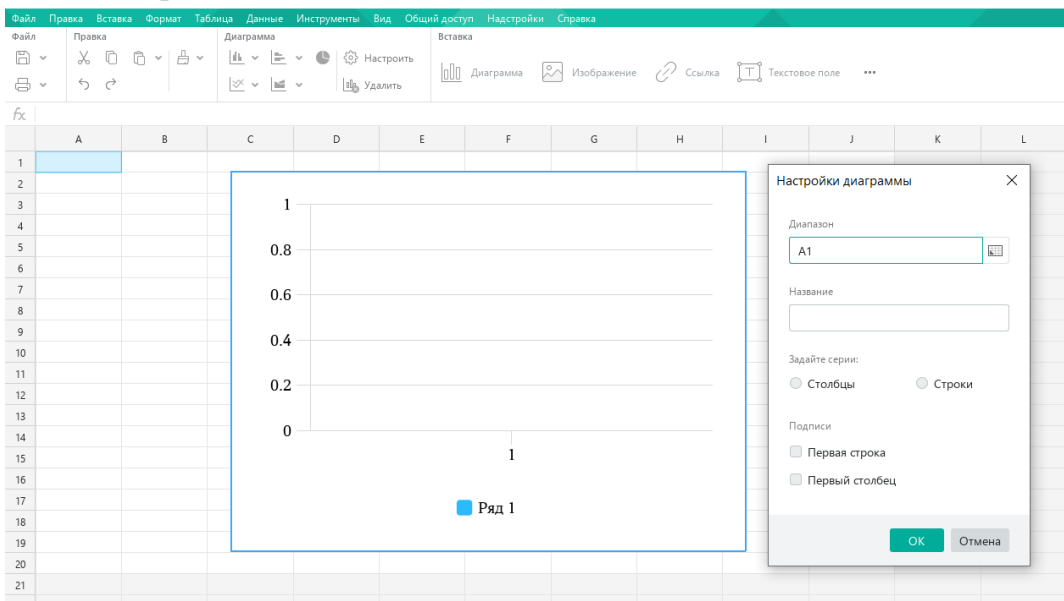 Файл Правка Вставка Формат Таблица Данные Инструменты Вид Общий доступ Надстройки Справка
Файл Правка Диаграмма Вставка
Настроить
Диаграмма Изображение Ссылка Текстовое поле
Удалить
fx
A B C D E F G H I J K L
1
2
3
4
5
6
7
8
9
10
11
12
13
14
15
16
17
18
19
20
21
1
0.8
0.6
0.4
0.2
0
1
Ряд 1
Настройки диаграммы
Диапазон
A1
Название
Задайте серии:
Столбцы Строки
Подписи
Первая строка
Первый столбец
ОК Отмена